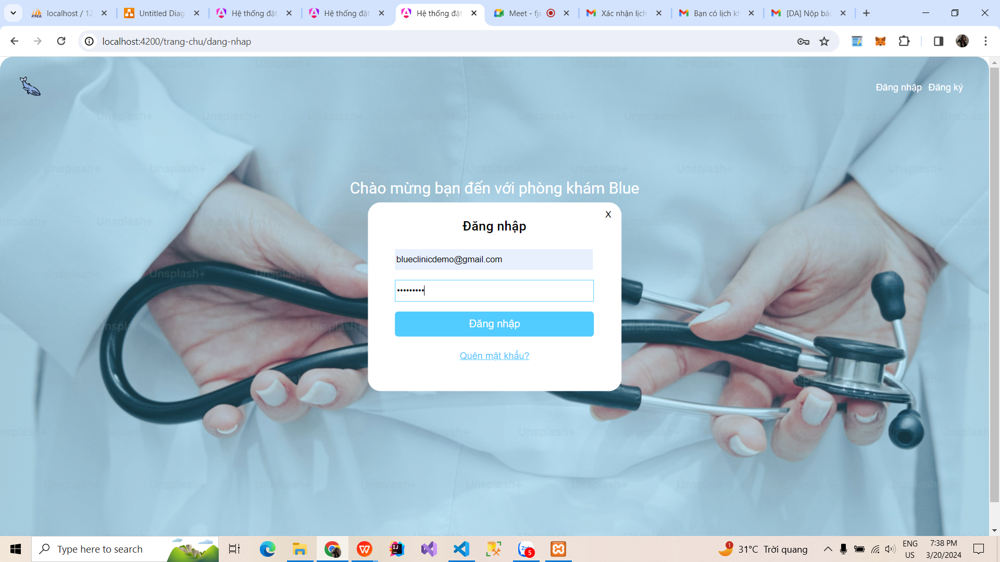 localhost / 12
Untitled Diag
Hệ thống đặt
Hệ thống đặt
Hệ thống đặt
Meet - fjs
Xác nhận lịch
Bạn có lịch kh
[DA] Nộp báo
localhost:4200/trang-chu/dang-nhap
Đăng nhập Đăng ký
Chào mừng bạn đến với phòng khám Blue
X
Đăng nhập
blueclinicdemo@gmail.com
•••••••••
Đăng nhập
Quên mật khẩu?
Unsplash+
Type here to search
5
1
31°C Trời quang
ENG
US
7:38 PM
3/20/2024